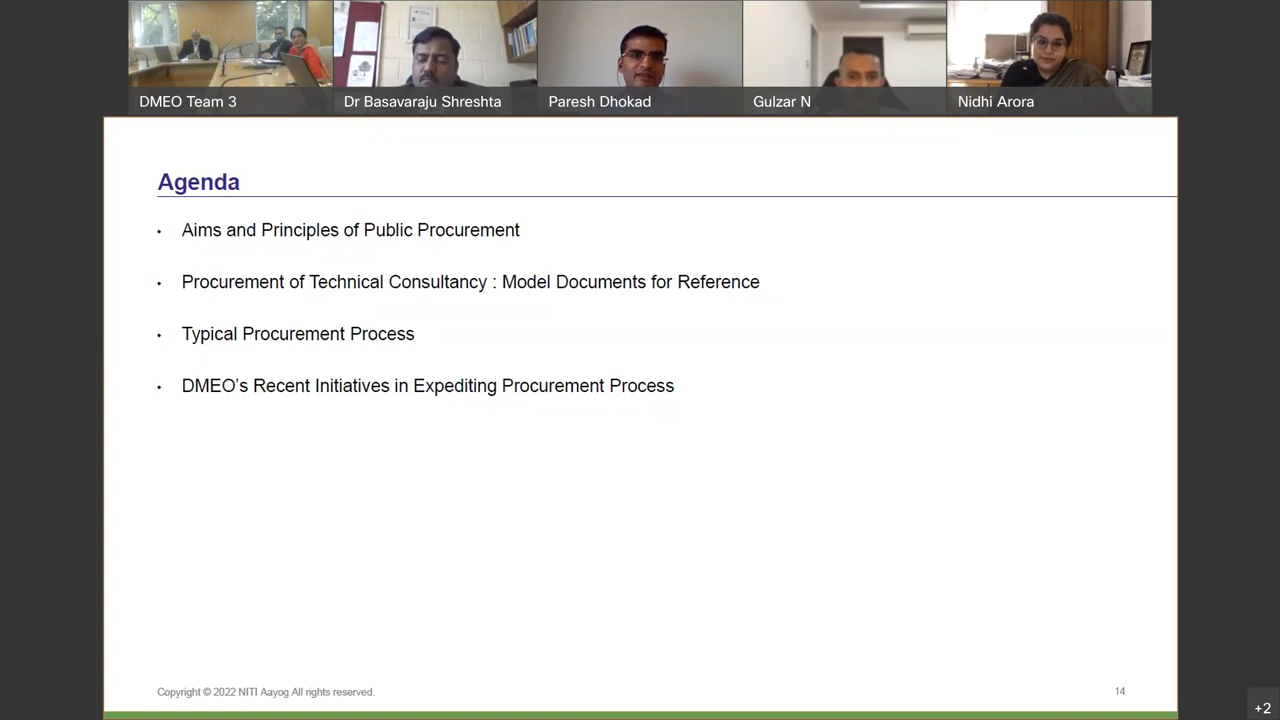 DMEO Team 3
Dr Basavaraju Shreshta
Paresh Dhokad
Gulzar N
Nidhi Arora
Agenda
• Aims and Principles of Public Procurement
• Procurement of Technical Consultancy : Model Documents for Reference
• Typical Procurement Process
• DMEO’s Recent Initiatives in Expediting Procurement Process
Copyright © 2022 NITI Aayog All rights reserved.
14
+2